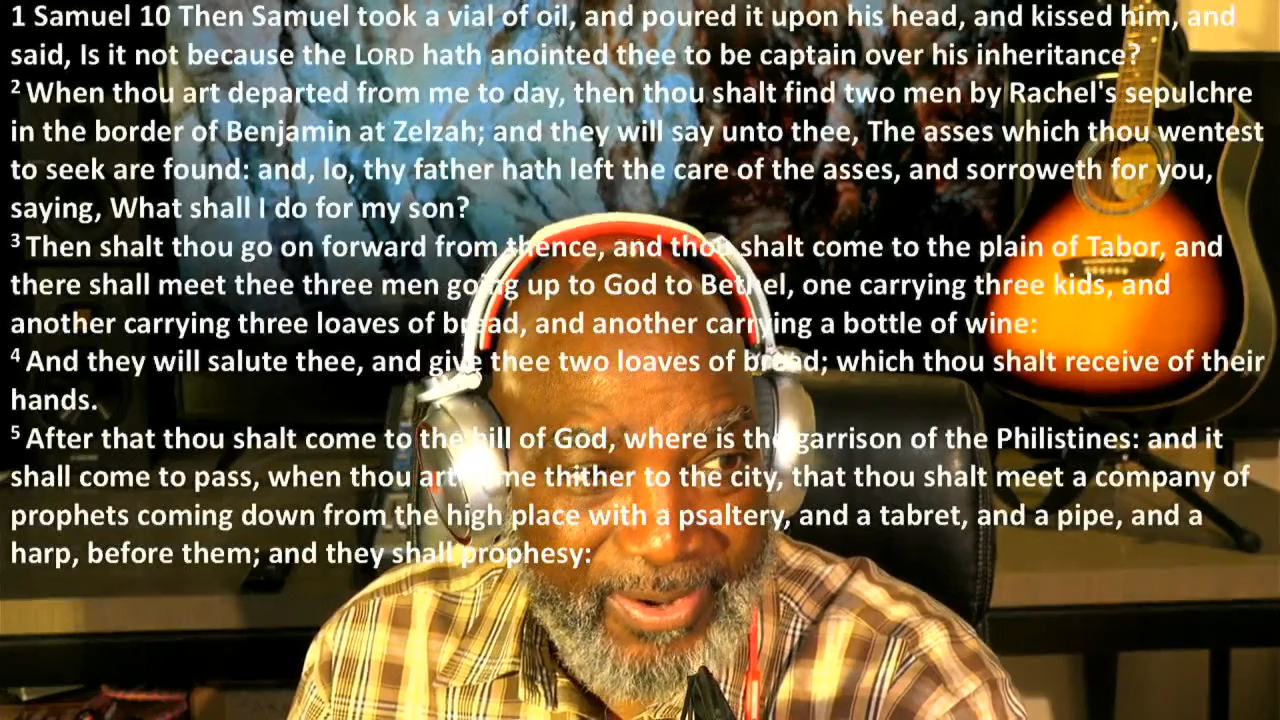 1 Samuel 10 Then Samuel took a vial of oil, and poured it upon his head, and kissed him, and
said, Is it not because the LORD hath anointed thee to be captain over his inheritance?
2 When thou art departed from me to day, then thou shalt find two men by Rachel's sepulchre
in the border of Benjamin at Zelzah; and they will say unto thee, The asses which thou wentest
to seek are found: and, lo, thy father hath left the care of the asses, and sorroweth for you,
saying, What shall I do for my son?
3 Then shalt thou go on forward from thence, and thou shalt come to the plain of Tabor, and
there shall meet thee three men going up to God to Bethel, one carrying three kids, and
another carrying three loaves of bread, and another carrying a bottle of wine:
4 And they will salute thee, and give thee two loaves of bread; which thou shalt receive of their
hands.
5 After that thou shalt come to the hill of God, where is the garrison of the Philistines: and it
shall come to pass, when thou art come thither to the city, that thou shalt meet a company of
prophets coming down from the high place with a psaltery, and a tabret, and a pipe, and a
harp, before them; and they shall prophesy: